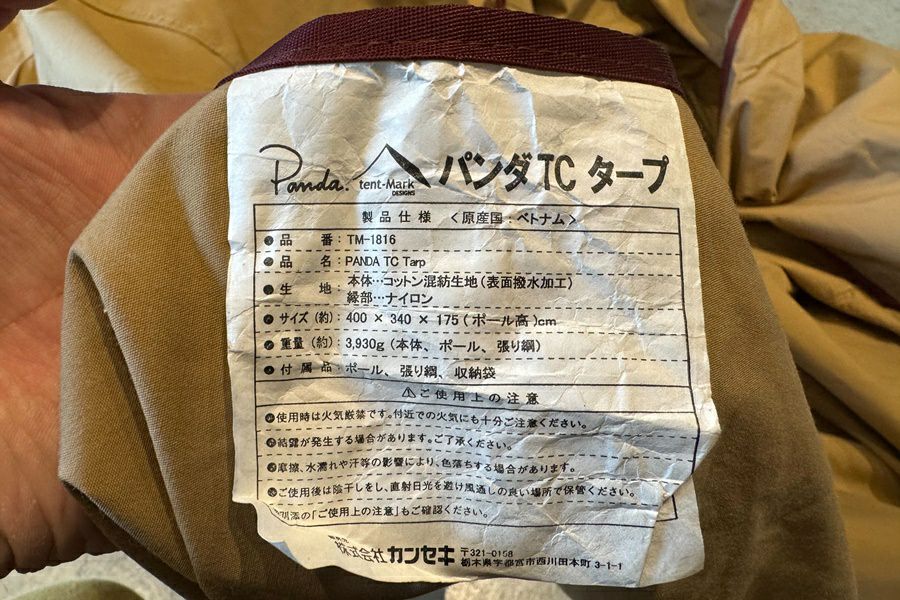 Panda. tent-Mark DESIGNS パンダTC タープ
製品仕様 〈原産国：ベトナム〉
●品　番：TM-1816
●品　名：PANDA TC Tarp
●生　地：本体…コットン混紡生地(表面撥水加工)
縁部…ナイロン
●サイズ(約)：400 × 340 × 175(ポール高)cm
●重量(約)：3,930g(本体、ポール、張り綱)
●付属品：ポール、張り綱、収納袋
⚠ご使用上の注意
●使用時は火気厳禁です。付近での火気にも十分ご注意ください。
●結露が発生する場合があります。ご了承ください。
●摩擦、水濡れや汗等の影響により、色落ちする場合があります。
●ご使用後は陰干しをし、直射日光を避け風通しの良い場所で保管ください。
別添の「ご使用上の注意」もご確認ください。
株式会社カンセキ 〒321-0158
栃木県宇都宮市西川田本町 3-1-1